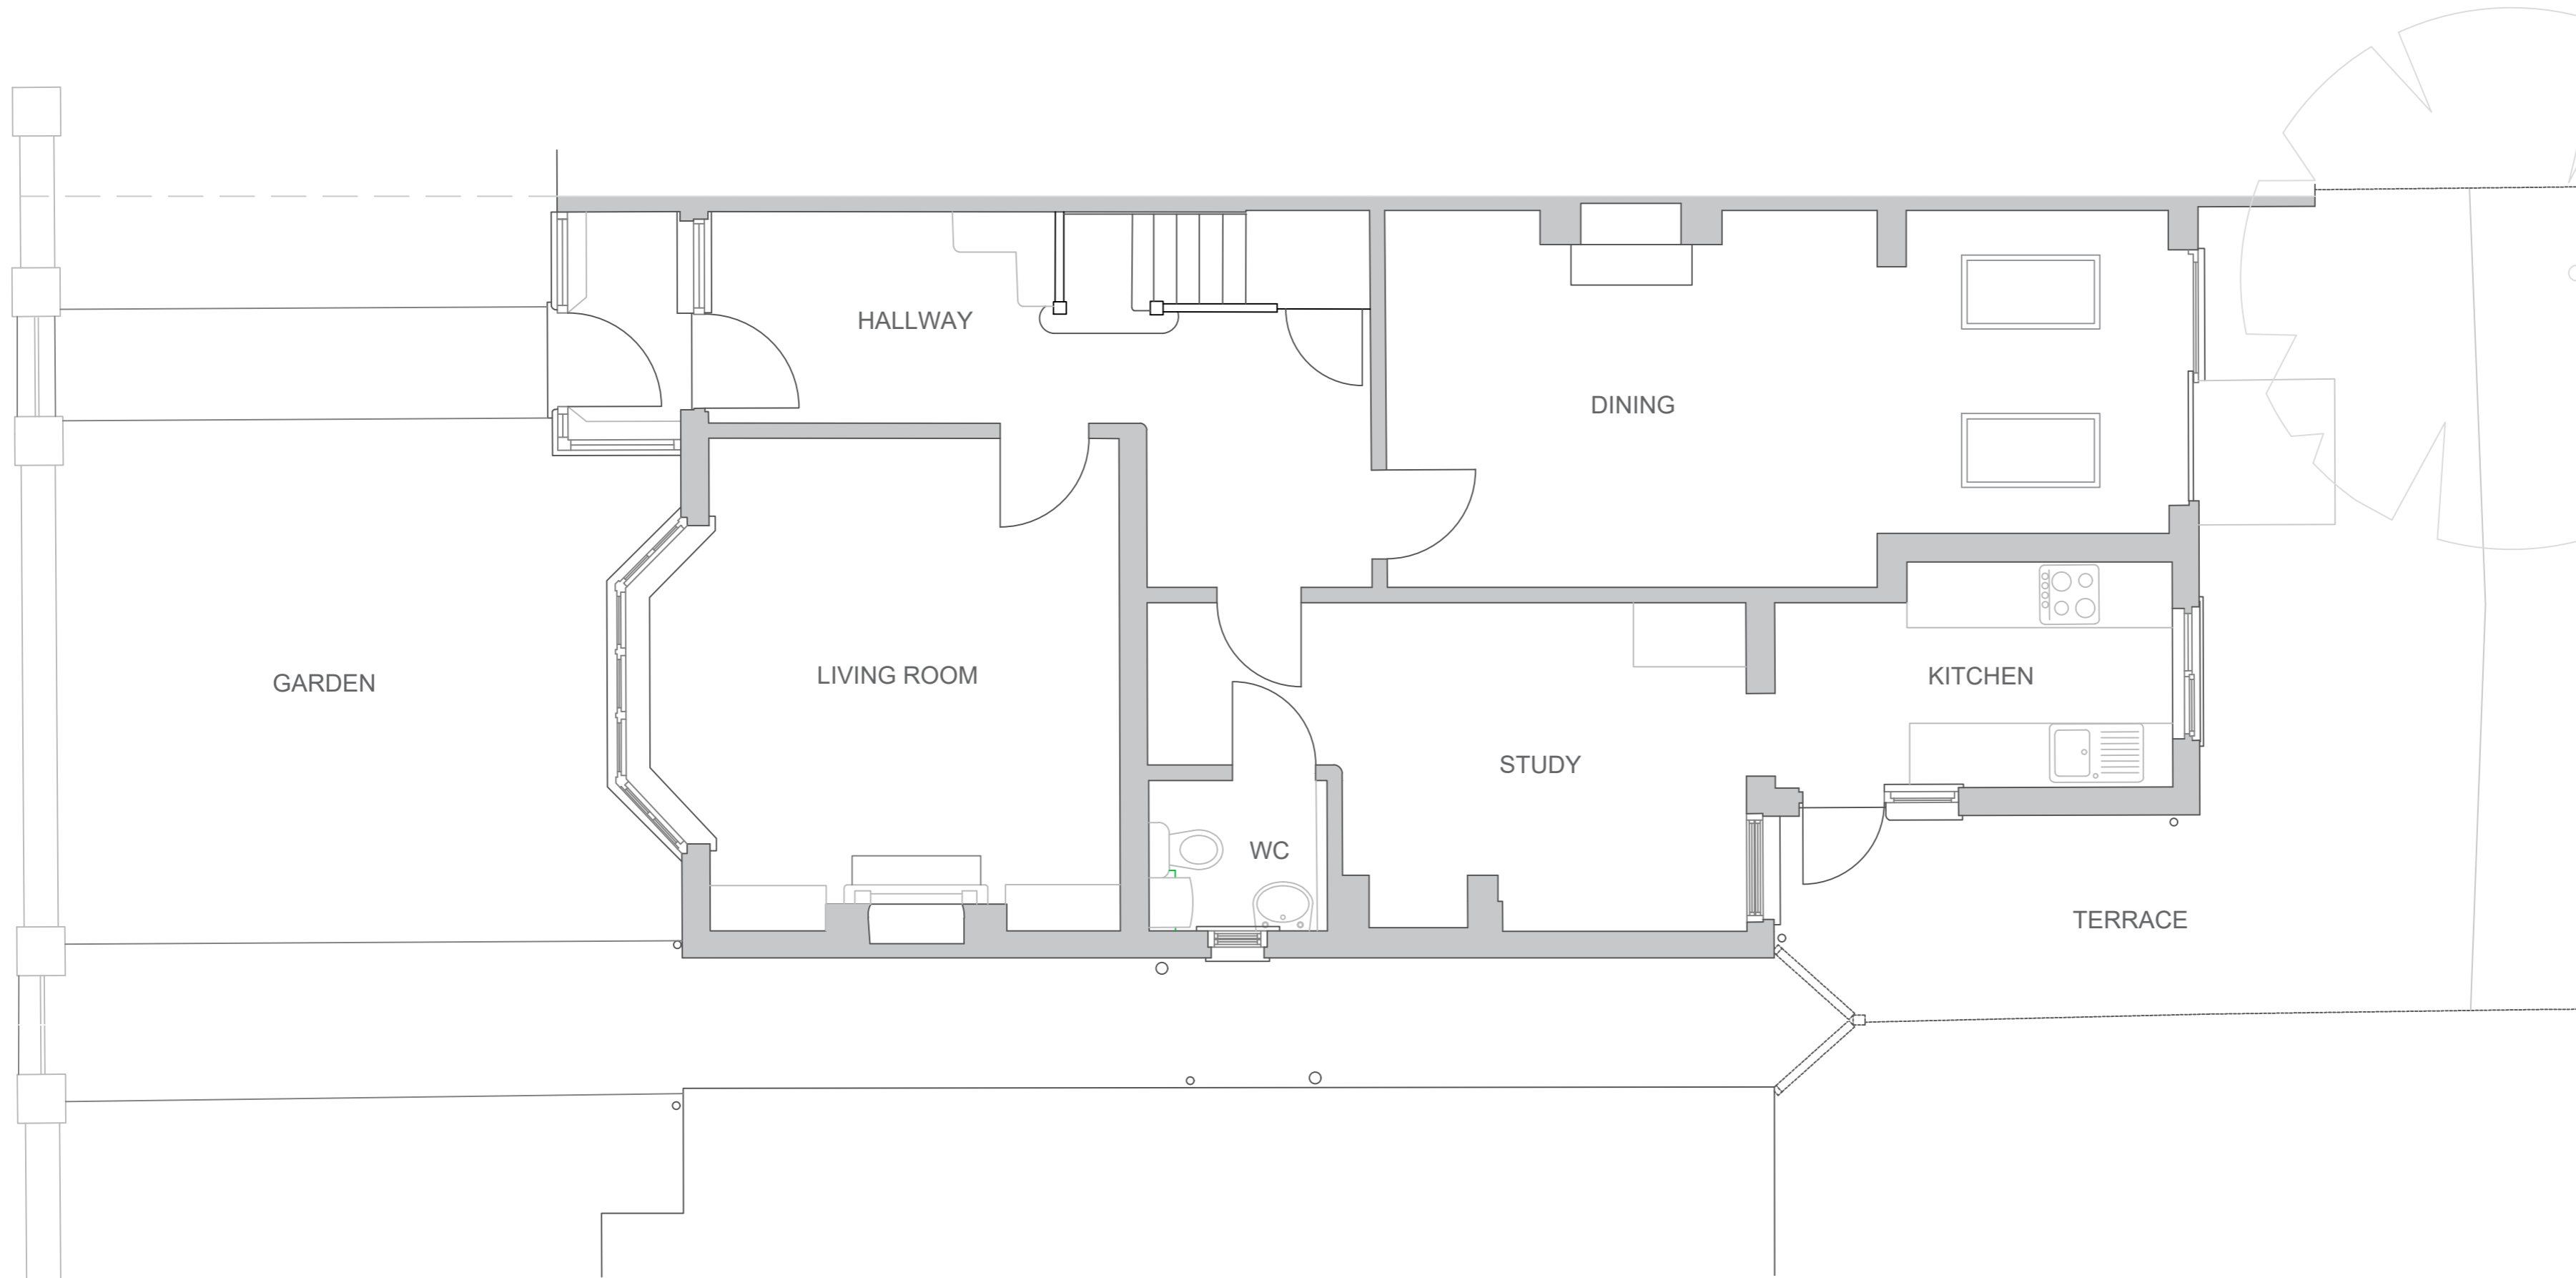 HALLWAY
DINING
GARDEN
LIVING ROOM
KITCHEN
STUDY
WC
TERRACE